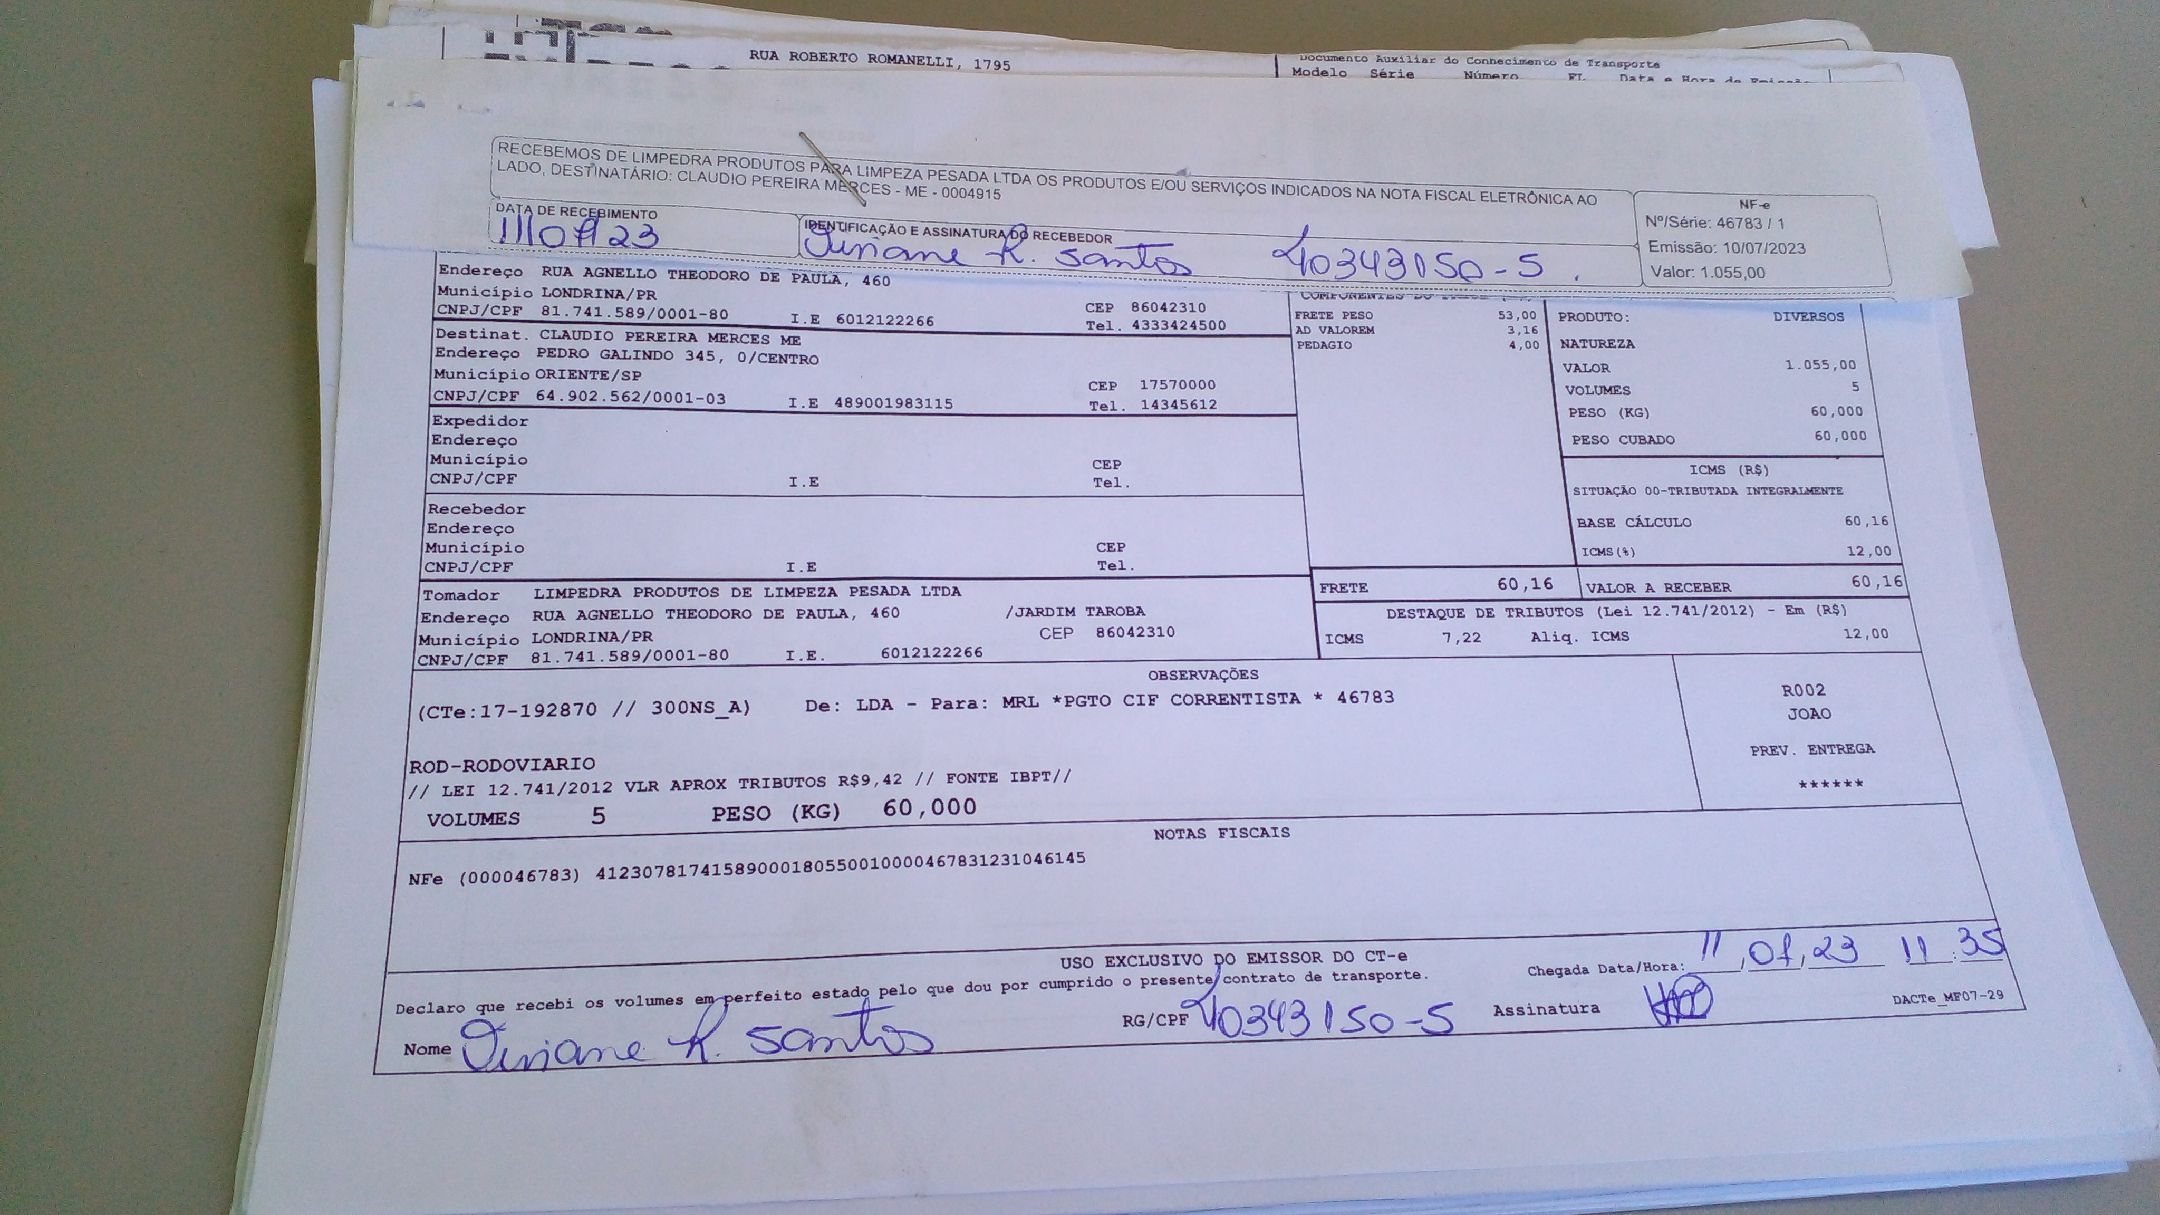 RUA ROBERTO ROMANELLI, 1795
Documento Auxiliar do Conhecimento de Transporte
Modelo Série Número FL Data e Hora de Emissão
RECEBEMOS DE LIMPEDRA PRODUTOS PARA LIMPEZA PESADA LTDA OS PRODUTOS E/OU SERVIÇOS INDICADOS NA NOTA FISCAL ELETRÔNICA AO
LADO, DESTINATÁRIO: CLAUDIO PEREIRA MERCES - ME - 0004915
NF-e
Nº/Série: 46783 / 1
Emissão: 10/07/2023
Valor: 1.055,00
DATA DE RECEBIMENTO
11/07/23
IDENTIFICAÇÃO E ASSINATURA DO RECEBEDOR
R. Santos 40343150-5
Endereço RUA AGNELLO THEODORO DE PAULA, 460
Município LONDRINA/PR CEP 86042310
CNPJ/CPF 81.741.589/0001-80 I.E 6012122266 Tel. 4333424500
Destinat. CLAUDIO PEREIRA MERCES ME
Endereço PEDRO GALINDO 345, 0/CENTRO
Município ORIENTE/SP CEP 17570000
CNPJ/CPF 64.902.562/0001-03 I.E 489001983115 Tel. 14345612
Expedidor
Endereço
Município CEP
CNPJ/CPF I.E Tel.
Recebedor
Endereço
Município CEP
CNPJ/CPF I.E Tel.
Tomador LIMPEDRA PRODUTOS DE LIMPEZA PESADA LTDA
Endereço RUA AGNELLO THEODORO DE PAULA, 460 /JARDIM TAROBA
Município LONDRINA/PR CEP 86042310
CNPJ/CPF 81.741.589/0001-80 I.E. 6012122266
FRETE PESO 53,00
AD VALOREM 3,16
PEDAGIO 4,00
PRODUTO: DIVERSOS
NATUREZA
VALOR 1.055,00
VOLUMES 5
PESO (KG) 60,000
PESO CUBADO 60,000
ICMS (R$)
SITUAÇÃO 00-TRIBUTADA INTEGRALMENTE
BASE CÁLCULO 60,16
ICMS(%) 12,00
FRETE 60,16 VALOR A RECEBER 60,16
DESTAQUE DE TRIBUTOS (Lei 12.741/2012) - Em (R$)
ICMS 7,22 Aliq. ICMS 12,00
OBSERVAÇÕES
(CTe:17-192870 // 300NS_A) De: LDA - Para: MRL *PGTO CIF CORRENTISTA * 46783
ROD-RODOVIARIO
// LEI 12.741/2012 VLR APROX TRIBUTOS R$9,42 // FONTE IBPT//
VOLUMES 5 PESO (KG) 60,000
R002
JOAO
PREV. ENTREGA
******
NOTAS FISCAIS
NFe (000046783) 41230781741589000180550010000467831231046145
USO EXCLUSIVO DO EMISSOR DO CT-e
Declaro que recebi os volumes em perfeito estado pelo que dou por cumprido o presente contrato de transporte.
Chegada Data/Hora: 11,07,23 11:35
Nome R. Santos RG/CPF 40343150-5 Assinatura
DACTe_MF07-29